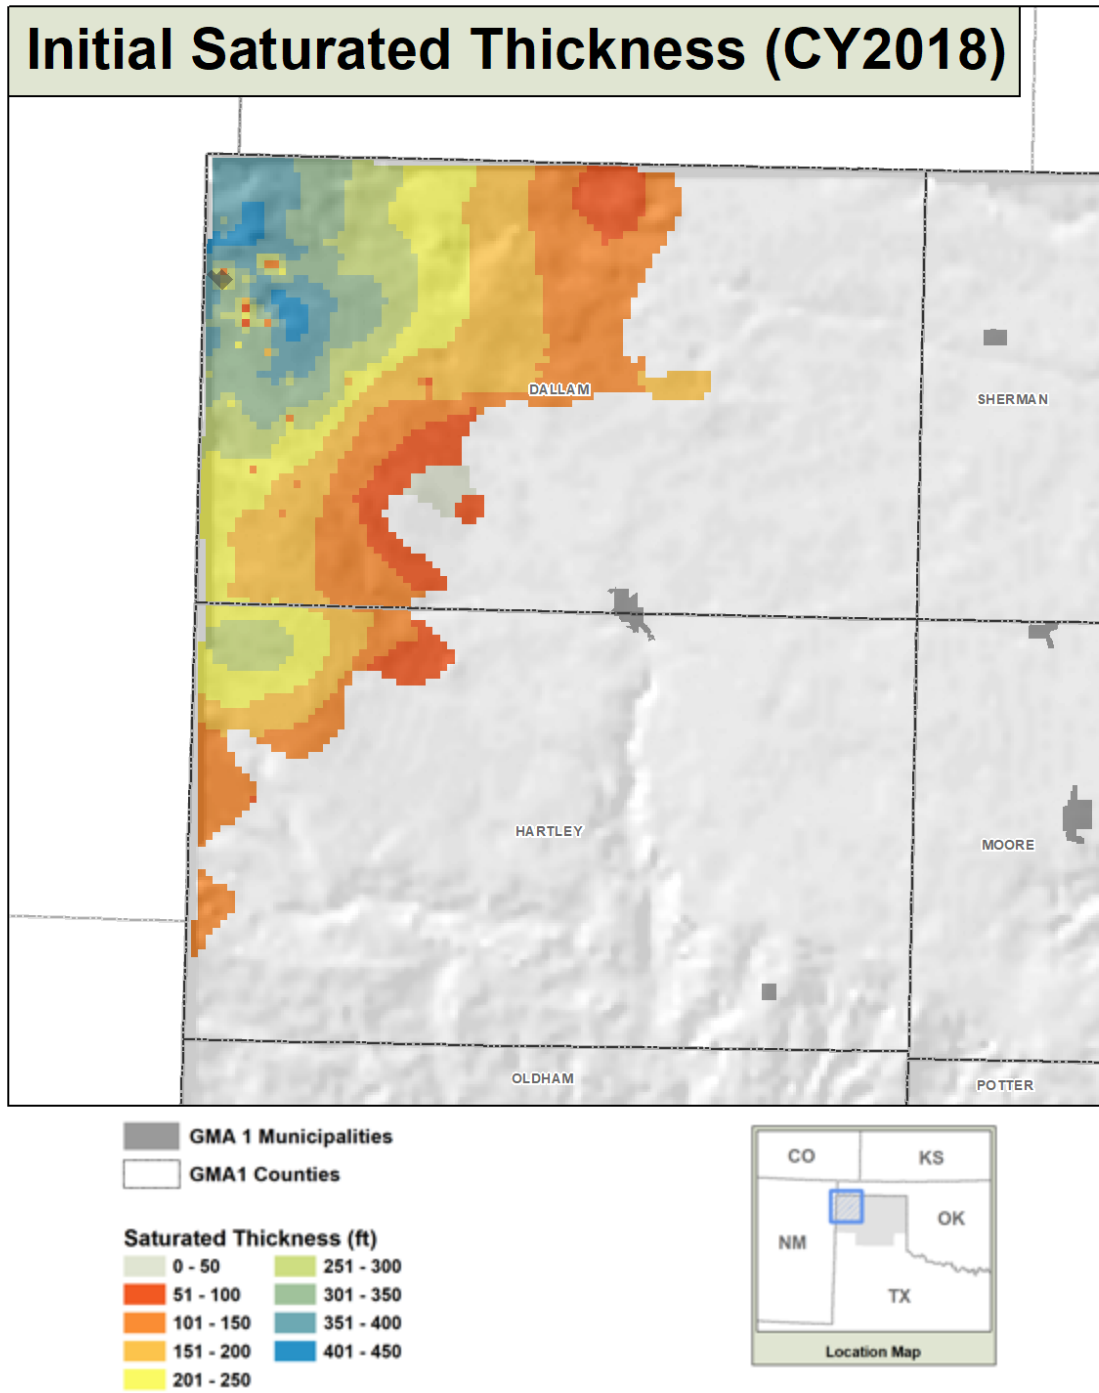 Initial Saturated Thickness (CY2018)
DALLAM
SHERMAN
HARTLEY
MOORE
OLDHAM
POTTER
GMA 1 Municipalities
GMA1 Counties
Saturated Thickness (ft)
0 - 50
51 - 100
101 - 150
151 - 200
201 - 250
251 - 300
301 - 350
351 - 400
401 - 450
CO
KS
NM
OK
TX
Location Map